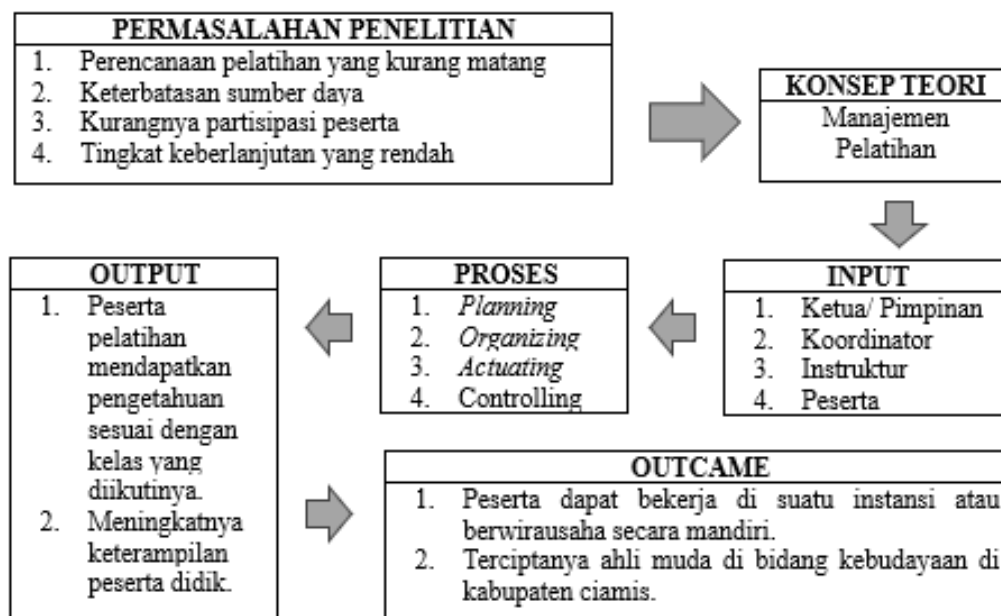 PERMASALAHAN PENELITIAN
1. Perencanaan pelatihan yang kurang matang
2. Keterbatasan sumber daya
3. Kurangnya partisipasi peserta
4. Tingkat keberlanjutan yang rendah
KONSEP TEORI
Manajemen
Pelatihan
INPUT
1. Ketua/ Pimpinan
2. Koordinator
3. Instruktur
4. Peserta
PROSES
1. Planning
2. Organizing
3. Actuating
4. Controlling
OUTPUT
1. Peserta
pelatihan
mendapatkan
pengetahuan
sesuai dengan
kelas yang
diikutinya.
2. Meningkatnya
keterampilan
peserta didik.
OUTCAME
1. Peserta dapat bekerja di suatu instansi atau
berwirausaha secara mandiri.
2. Terciptanya ahli muda di bidang kebudayaan di
kabupaten ciamis.